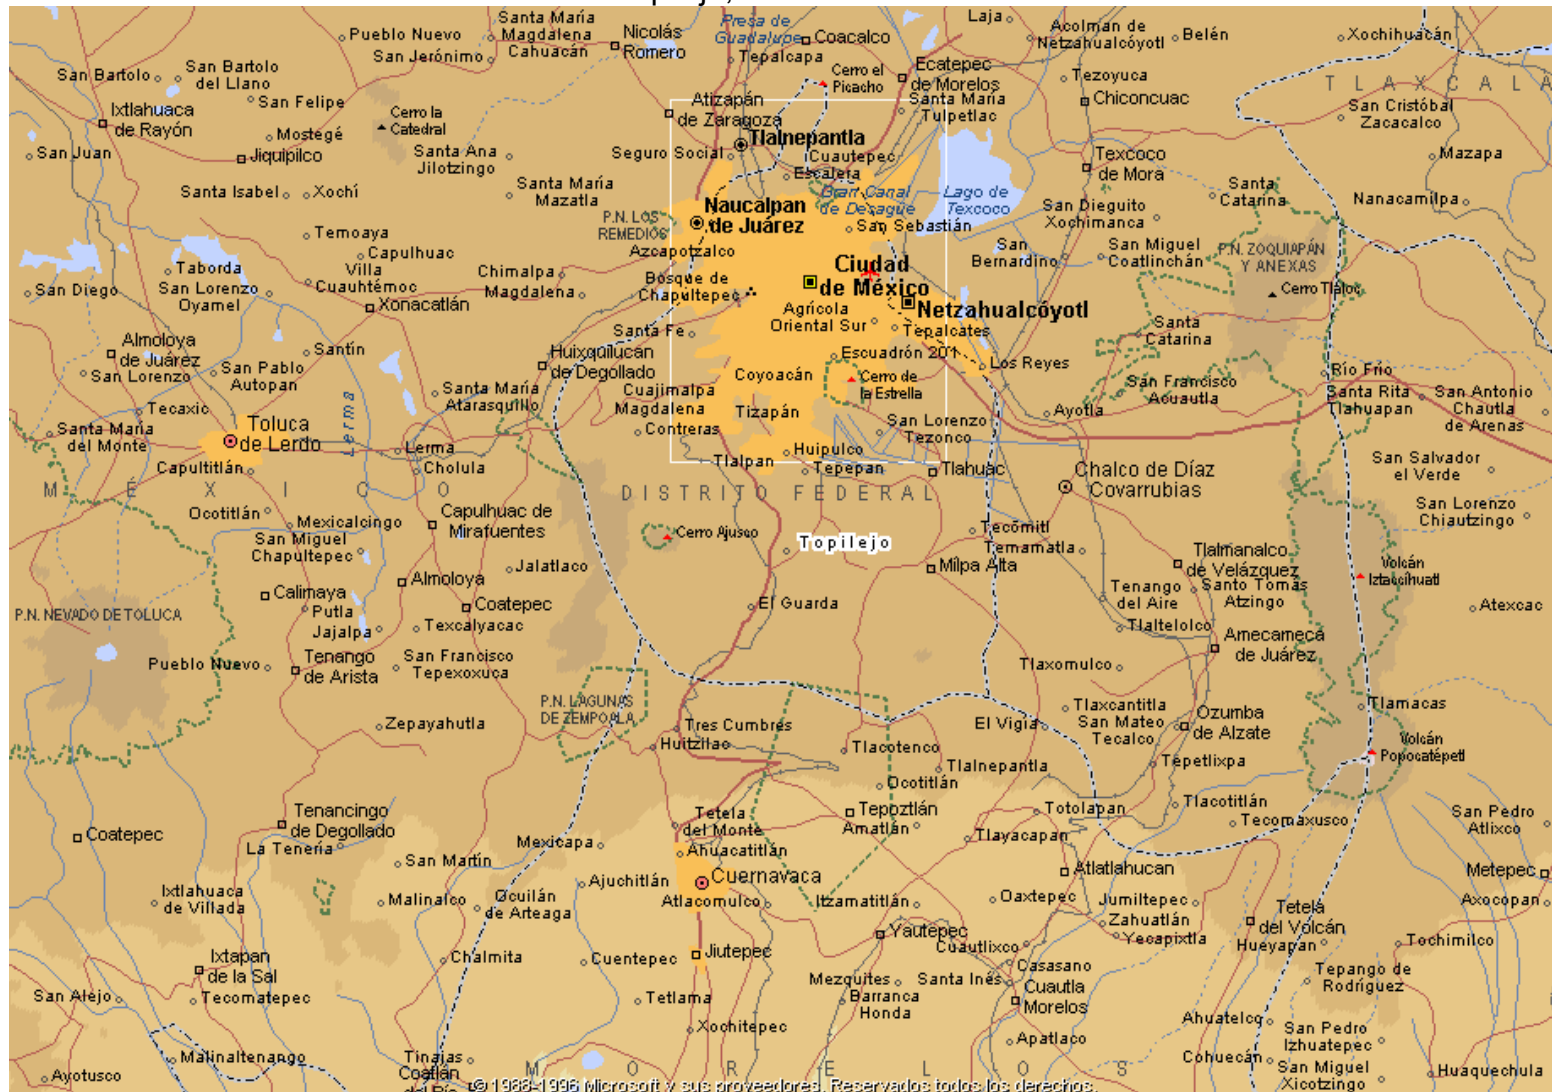 Santa María
Magdalena
Cahuacán
Nicolás
Romero
Presa de
Guadalupe
Coacalco
Laja
Acolman de
Netzahualcóyotl
Belén
Xochihuacán
Pueblo Nuevo
San Jerónimo
Tepalcapa
Cerro el
Picacho
Ecatepec
de Morelos
Tezoyuca
TLAXCALA
San Bartolo
San Bartolo
del Llano
San Felipe
Ixtlahuaca
de Rayón
Cerro la
Catedral
Atizapán
de Zaragoza
Santa María
Tulpetlac
Chiconcuac
San Cristóbal
Zacacalco
Mostegé
Tlalnepantla
San Juan
Jiquipilco
Santa Ana
Jilotzingo
Seguro Social
Cuautepec
Escalera
Texcoco
de Mora
Mazapa
Santa Isabel
Xochí
Santa María
Mazatla
Gran Canal
de Desagüe
Lago de
Texcoco
Santa
Catarina
Nanacamilpa
Naucalpan
de Juárez
P.N. LOS
REMEDIOS
San Dieguito
Xochimanca
San Sebastián
Temoaya
Capulhuac
Azcapotzalco
San
Bernardino
San Miguel
Coatlinchán
P.N. ZOQUIAPÁN
Y ANEXAS
Taborda
Villa
Cuauhtémoc
Chimalpa
Ciudad
de México
San Diego
San Lorenzo
Oyamel
Magdalena
Bosque de
Chapultepec
Cerro Tláloc
Xonacatlán
Agrícola
Oriental Sur
Netzahualcóyotl
Santa Fe
Tepalcates
Santa
Catarina
Almoloya
de Juárez
Santín
Huixquilucan
de Degollado
Escuadrón 201
Los Reyes
San Lorenzo
San Pablo
Autopan
Coyoacán
Cerro de
la Estrella
Río Frío
Tecaxic
Santa María
Atarasquillo
Cuajimalpa
San Francisco
Acuautla
Santa Rita
Tlahuapan
San Antonio
Chautla
de Arenas
Magdalena
Contreras
Tizapán
Ayotla
Santa María
del Monte
Toluca
de Lerdo
Lerma
Lerma
San Lorenzo
Tezonco
Capultitlán
Cholula
Huipulco
Tlalpan
Tepepan
Tlahuac
Chalco de Díaz
Covarrubias
San Salvador
el Verde
MÉXICO
DISTRITO FEDERAL
Ocotitlán
Mexicalcingo
Capulhuac de
Mirafuentes
San Lorenzo
Chiautzingo
San Miguel
Chapultepec
Cerro Ajusco
Topilejo
Tecómitl
Temamatla
Jalatlaco
Milpa Alta
Tlalmanalco
de Velázquez
Volcán
Iztaccíhuatl
Calimaya
Almoloya
P.N. NEVADO DE TOLUCA
Putla
Coatepec
El Guarda
Tenango
del Aire
Santo Tomás
Atzingo
Atexcac
Jajalpa
Texcalyacac
Tlaltelolco
Amecameca
de Juárez
Pueblo Nuevo
Tenango
de Arista
San Francisco
Tepexoxuca
Tlaxomulco
P.N. LAGUNAS
DE ZEMPOALA
Zepayahutla
Tres Cumbres
Huitzilac
El Vigía
Tlaxcantitla
San Mateo
Tecalco
Ozumba
de Alzate
Tlamacas
Tlacotenco
Tlalnepantla
Tepetlixpa
Volcán
Popocatépetl
Ocotitlán
Tenancingo
de Degollado
Tetela
del Monte
Tepoztlán
Amatlán
Totolapan
Tlacotitlán
Tecomaxusco
San Pedro
Atlixco
Coatepec
La Tenería
Mexicapa
Tlayacapan
San Martín
Ahuacatitlán
Atlatlahucan
Metepec
Cuernavaca
Ajuchitlán
Ixtlahuaca
de Villada
Malinalco
Ocuilán
de Arteaga
Atlacomulco
Itzamatitlán
Oaxtepec
Jumiltepec
Axocopan
Zahuatlán
Tetela
del Volcán
Yautepec
Cuautlixco
Yecapixtla
Hueyapan
Tochimilco
Ixtapan
de la Sal
Chalmita
Cuentepec
Jiutepec
Casasano
Tepango de
Rodríguez
Mezquites
Santa Inés
Cuautla
Morelos
San Alejo
Tecomatepec
Tetlama
Barranca
Honda
Xochitepec
Ahuatelco
San Pedro
Izhuatepec
Apatlaco
Malinaltenango
Tinajas
Cohuecán
Ayotusco
Coatlán
del Río
MORELOS
San Miguel
Xicotzingo
Huaquechula
© 1988-1996 Microsoft y sus proveedores. Reservados todos los derechos.